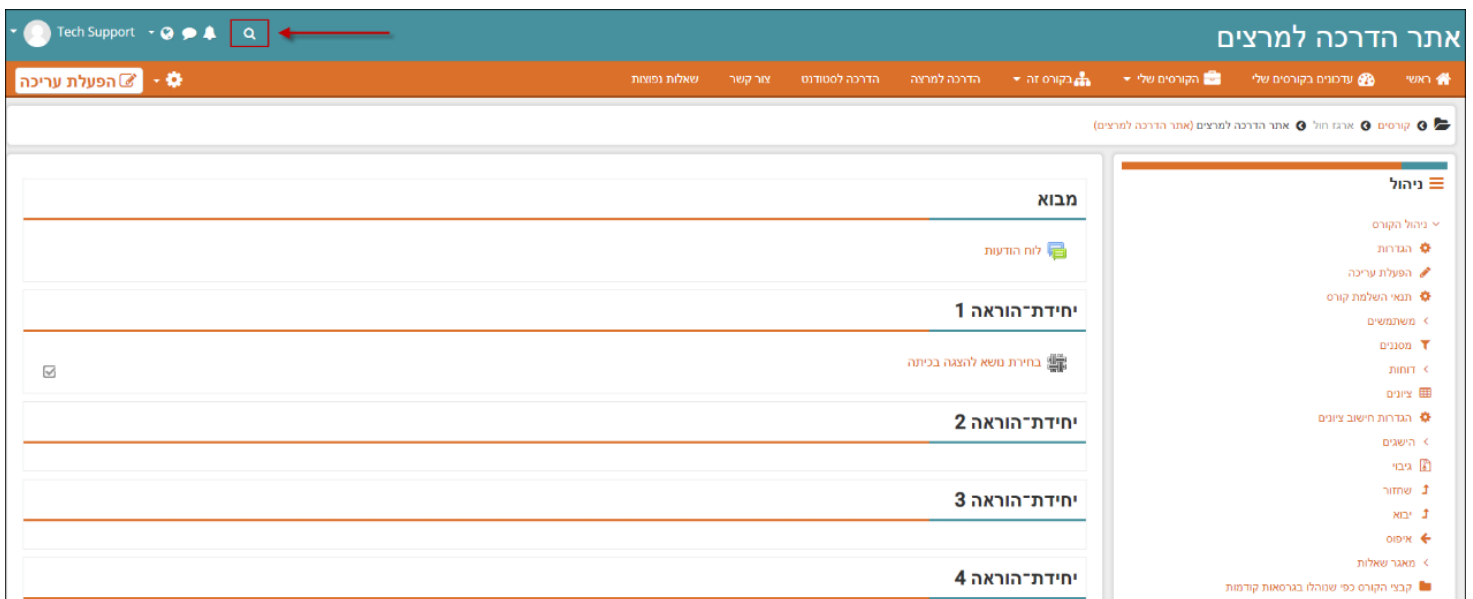 אתר הדרכה למרצים
Tech Support
ראשי
עדכונים בקורסים שלי
הקורסים שלי
בקורס זה
הדרכה למרצה
הדרכה לסטודנט
צור קשר
שאלות נפוצות
הפעלת עריכה
קורסים ארגז חול אתר הדרכה למרצים (אתר הדרכה למרצים)
ניהול
ניהול הקורס
הגדרות
הפעלת עריכה
תנאי השלמת קורס
משתמשים
מסננים
דוחות
ציונים
הגדרות חישוב ציונים
הישגים
גיבוי
שחזור
יבוא
איפוס
מאגר שאלות
קבצי הקורס כפי שנוהלו בגרסאות קודמות
מבוא
לוח הודעות
יחידת־הוראה 1
בחירת נושא להצגה בכיתה
יחידת־הוראה 2
יחידת־הוראה 3
יחידת־הוראה 4